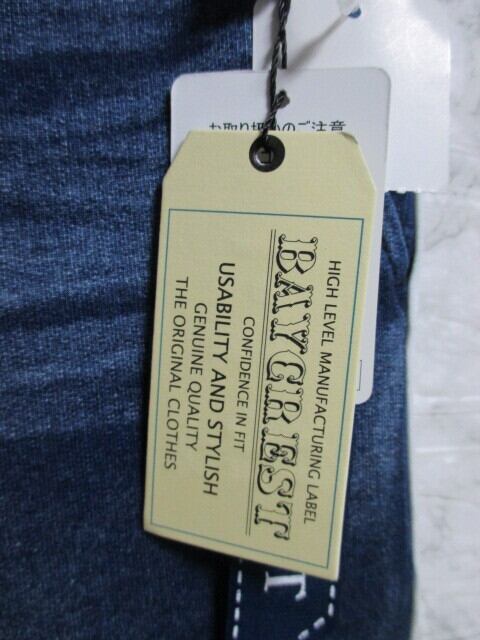 お取り扱いのご注意
HIGH LEVEL MANUFACTURING LABEL
BAYCREST
CONFIDENCE IN FIT
USABILITY AND STYLISH
GENUINE QUALITY
THE ORIGINAL CLOTHES
T